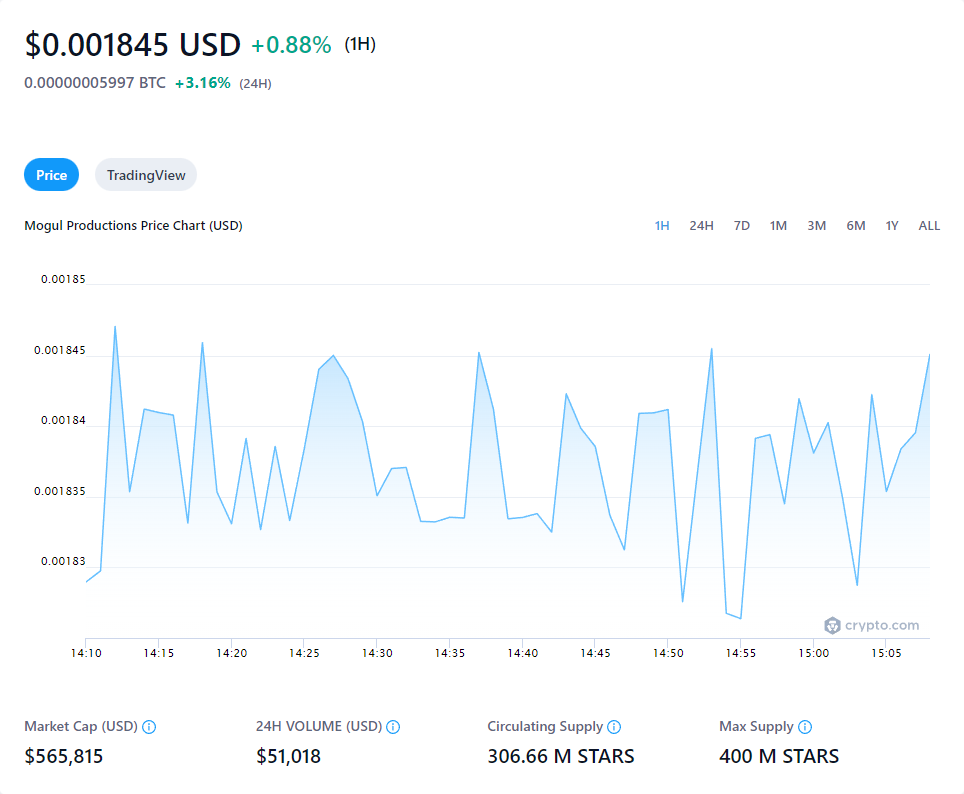 $0.001845 USD +0.88% (1H)
0.00000005997 BTC +3.16% (24H)
Price TradingView
Mogul Productions Price Chart (USD) 1H 24H 7D 1M 3M 6M 1Y ALL
0.00185
0.001845
0.00184
0.001835
0.00183
crypto.com
14:10 14:15 14:20 14:25 14:30 14:35 14:40 14:45 14:50 14:55 15:00 15:05
Market Cap (USD) 24H VOLUME (USD) Circulating Supply Max Supply
$565,815 $51,018 306.66 M STARS 400 M STARS